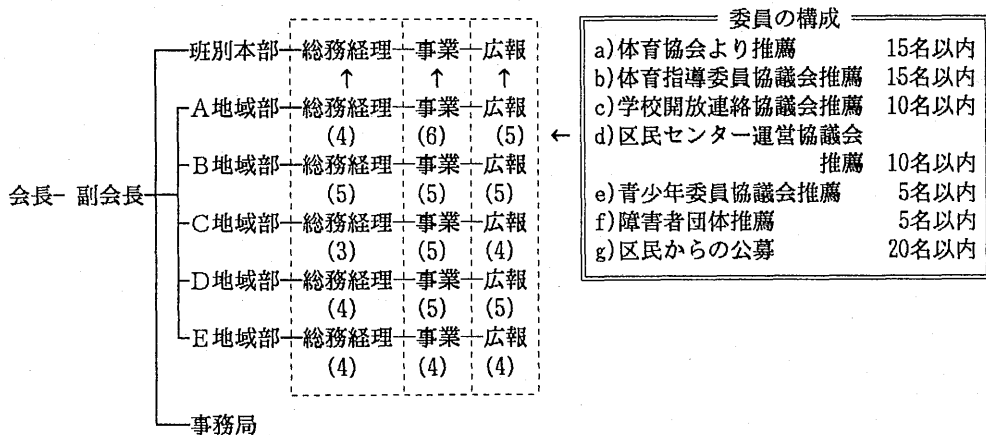 委員の構成
班別本部 総務経理 事業 広報
↑ ↑ ↑
A地域部 総務経理 事業 広報
(4) (6) (5)
B地域部 総務経理 事業 広報
(5) (5) (5)
会長 副会長
C地域部 総務経理 事業 広報
(3) (5) (4)
D地域部 総務経理 事業 広報
(4) (5) (5)
E地域部 総務経理 事業 広報
(4) (4) (4)
事務局
←
a)体育協会より推薦 15名以内
b)体育指導委員協議会推薦 15名以内
c)学校開放連絡協議会推薦 10名以内
d)区民センター運営協議会
推薦 10名以内
e)青少年委員協議会推薦 5名以内
f)障害者団体推薦 5名以内
g)区民からの公募 20名以内